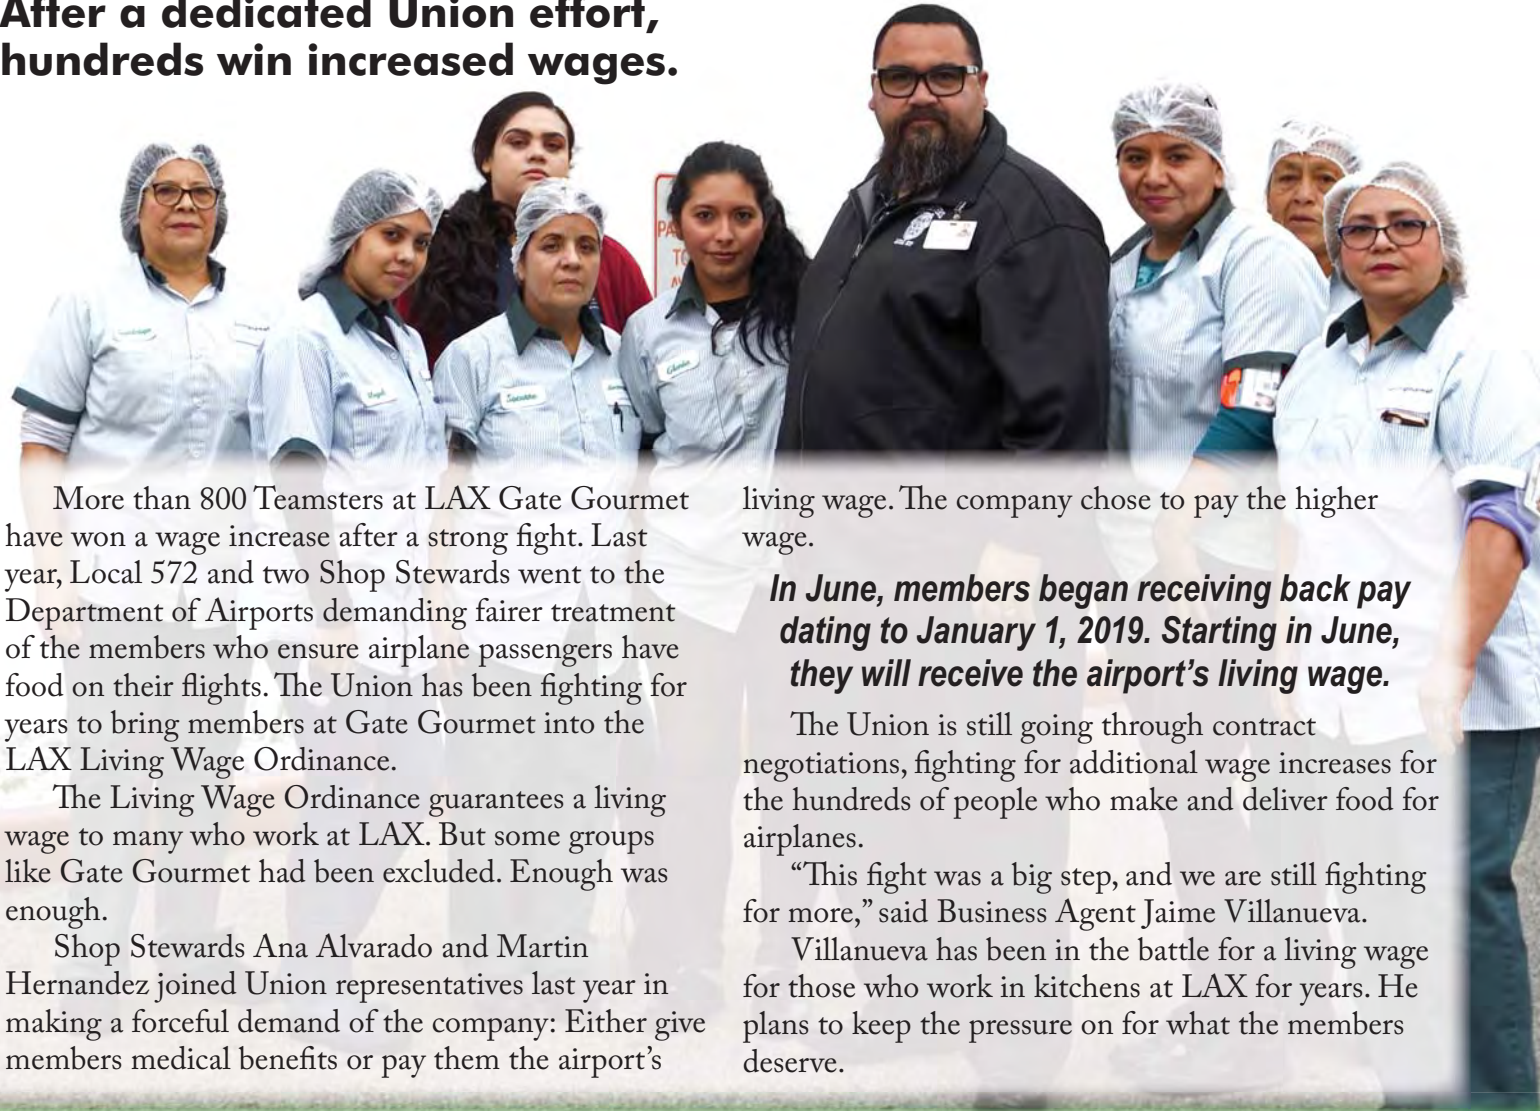 After a dedicated Union effort,
hundreds win increased wages.
PA
TO
More than 800 Teamsters at LAX Gate Gourmet
have won a wage increase after a strong fight. Last
year, Local 572 and two Shop Stewards went to the
Department of Airports demanding fairer treatment
of the members who ensure airplane passengers have
food on their flights. The Union has been fighting for
years to bring members at Gate Gourmet into the
LAX Living Wage Ordinance.
The Living Wage Ordinance guarantees a living
wage to many who work at LAX. But some groups
like Gate Gourmet had been excluded. Enough was
enough.
Shop Stewards Ana Alvarado and Martin
Hernandez joined Union representatives last year in
making a forceful demand of the company: Either give
members medical benefits or pay them the airport’s
living wage. The company chose to pay the higher
wage.
In June, members began receiving back pay
dating to January 1, 2019. Starting in June,
they will receive the airport’s living wage.
The Union is still going through contract
negotiations, fighting for additional wage increases for
the hundreds of people who make and deliver food for
airplanes.
“This fight was a big step, and we are still fighting
for more,” said Business Agent Jaime Villanueva.
Villanueva has been in the battle for a living wage
for those who work in kitchens at LAX for years. He
plans to keep the pressure on for what the members
deserve.